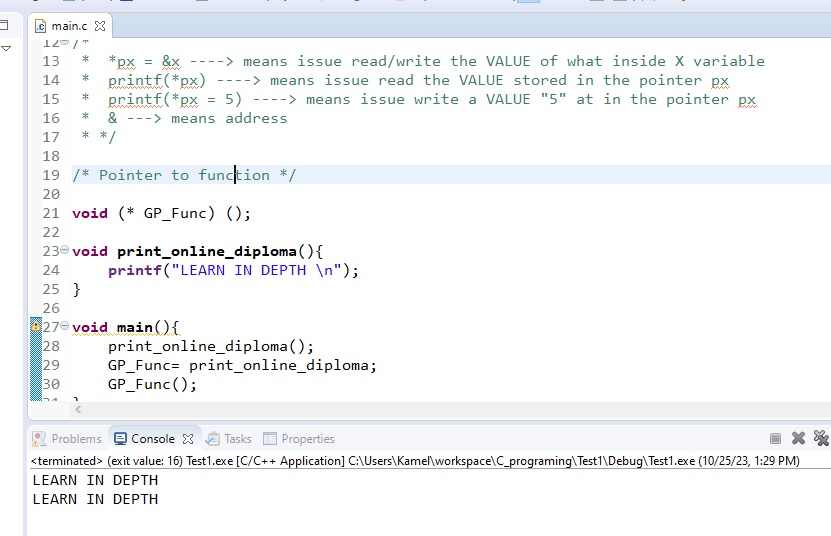 main.c
12 /*
13 * *px = &x ----> means issue read/write the VALUE of what inside X variable
14 * printf(*px) ----> means issue read the VALUE stored in the pointer px
15 * printf(*px = 5) ----> means issue write a VALUE "5" at in the pointer px
16 * & ---> means address
17 * */
18
19 /* Pointer to function */
20
21 void (* GP_Func) ();
22
23 void print_online_diploma(){
24 printf("LEARN IN DEPTH \n");
25 }
26
27 void main(){
28 print_online_diploma();
29 GP_Func= print_online_diploma;
30 GP_Func();
31 }
Problems Console Tasks Properties
<terminated> (exit value: 16) Test1.exe [C/C++ Application] C:\Users\Kamel\workspace\C_programing\Test1\Debug\Test1.exe (10/25/23, 1:29 PM)
LEARN IN DEPTH
LEARN IN DEPTH